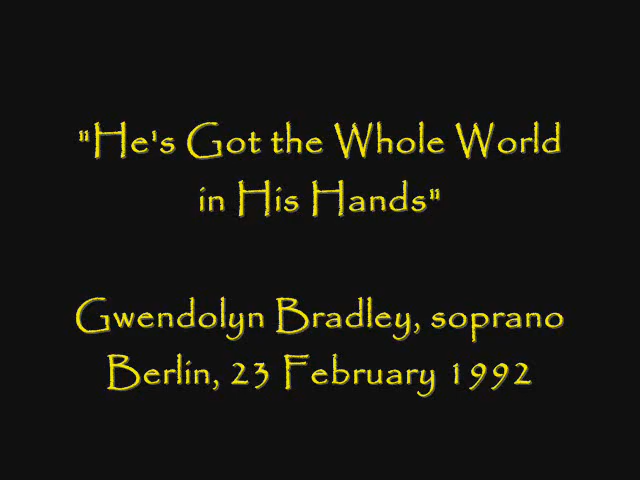 "He's Got the Whole World
in His Hands"
Gwendolyn Bradley, soprano
Berlin, 23 February 1992